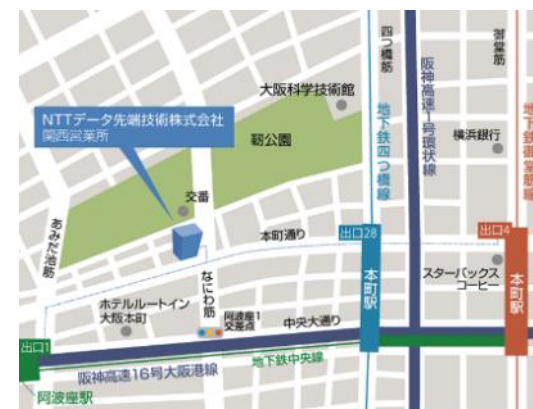 四つ橋筋
御堂筋
阪神高速1号環状線
大阪科学技術館
NTTデータ先端技術株式会社
関西営業所
地下鉄四つ橋線
地下鉄御堂筋線
横浜銀行
靭公園
交番
あみだ池筋
本町通り
出口28
出口4
なにわ筋
本町駅
本町駅
スターバックス
コーヒー
ホテルルートイン
大阪本町
阿波座1
交差点
中央大通り
出口1
地下鉄中央線
阪神高速16号大阪港線
阿波座駅